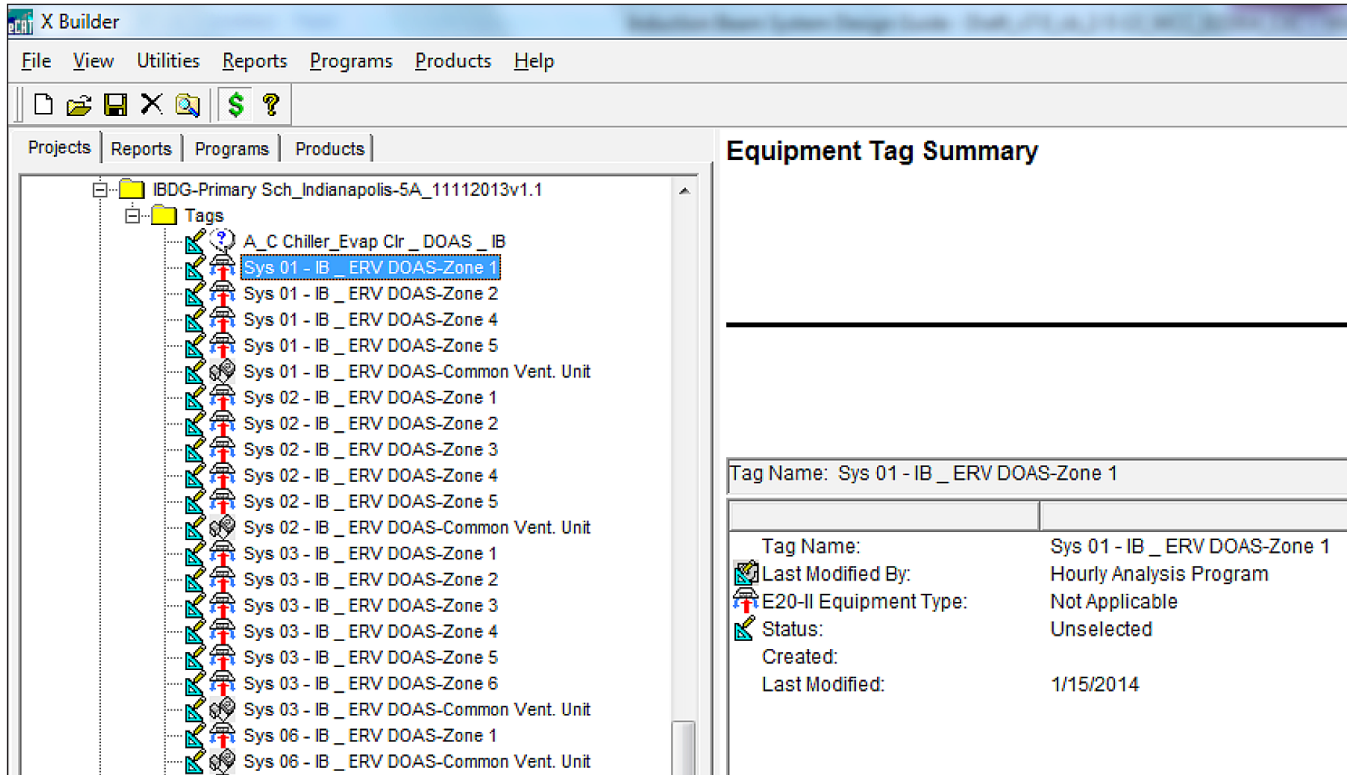 eCAT X Builder
File View Utilities Reports Programs Products Help
Projects Reports Programs Products
IBDG-Primary Sch_Indianapolis-5A_11112013v1.1
Tags
A_C Chiller_Evap Clr _ DOAS _ IB
Sys 01 - IB _ ERV DOAS-Zone 1
Sys 01 - IB _ ERV DOAS-Zone 2
Sys 01 - IB _ ERV DOAS-Zone 4
Sys 01 - IB _ ERV DOAS-Zone 5
Sys 01 - IB _ ERV DOAS-Common Vent. Unit
Sys 02 - IB _ ERV DOAS-Zone 1
Sys 02 - IB _ ERV DOAS-Zone 2
Sys 02 - IB _ ERV DOAS-Zone 3
Sys 02 - IB _ ERV DOAS-Zone 4
Sys 02 - IB _ ERV DOAS-Zone 5
Sys 02 - IB _ ERV DOAS-Common Vent. Unit
Sys 03 - IB _ ERV DOAS-Zone 1
Sys 03 - IB _ ERV DOAS-Zone 2
Sys 03 - IB _ ERV DOAS-Zone 3
Sys 03 - IB _ ERV DOAS-Zone 4
Sys 03 - IB _ ERV DOAS-Zone 5
Sys 03 - IB _ ERV DOAS-Zone 6
Sys 03 - IB _ ERV DOAS-Common Vent. Unit
Sys 06 - IB _ ERV DOAS-Zone 1
Sys 06 - IB _ ERV DOAS-Common Vent. Unit
Equipment Tag Summary
Tag Name: Sys 01 - IB _ ERV DOAS-Zone 1
Tag Name: Sys 01 - IB _ ERV DOAS-Zone 1
Last Modified By: Hourly Analysis Program
E20-II Equipment Type: Not Applicable
Status: Unselected
Created:
Last Modified: 1/15/2014